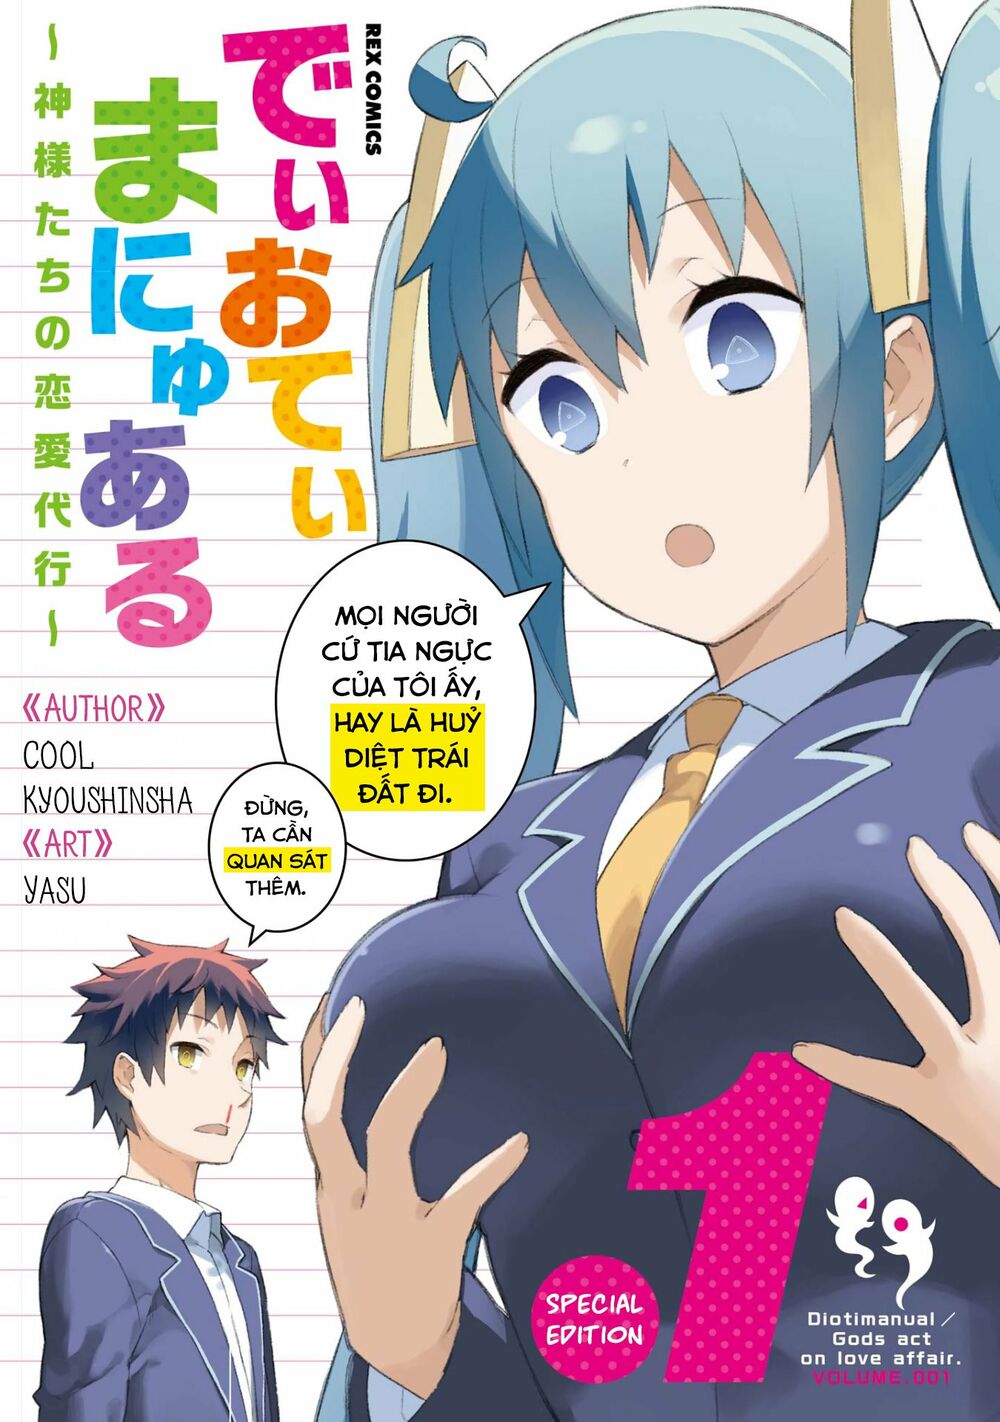 REX COMICS
でぃおてぃ
まにゅある
～神様たちの恋愛代行～
《AUTHOR》
COOL
KYOUSHINSHA
《ART》
YASU
MỌI NGƯỜI
CỨ TIA NGỰC
CỦA TÔI ẤY,
HAY LÀ HUỶ
DIỆT TRÁI
ĐẤT ĐI.
ĐỪNG,
TA CẦN
QUAN SÁT
THÊM.
.1
SPECIAL
EDITION
Diotimanual /
Gods act
on love affair.
VOLUME.001